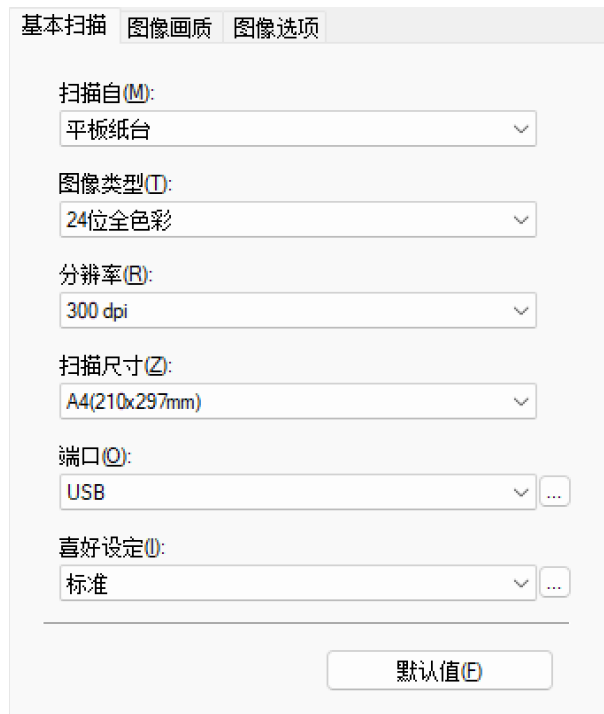 基本扫描 图像画质 图像选项
扫描自(M):
平板纸台
图像类型(T):
24位全色彩
分辨率(R):
300 dpi
扫描尺寸(Z):
A4(210x297mm)
端口(O):
USB ...
喜好设定(I):
标准 ...
默认值(F)